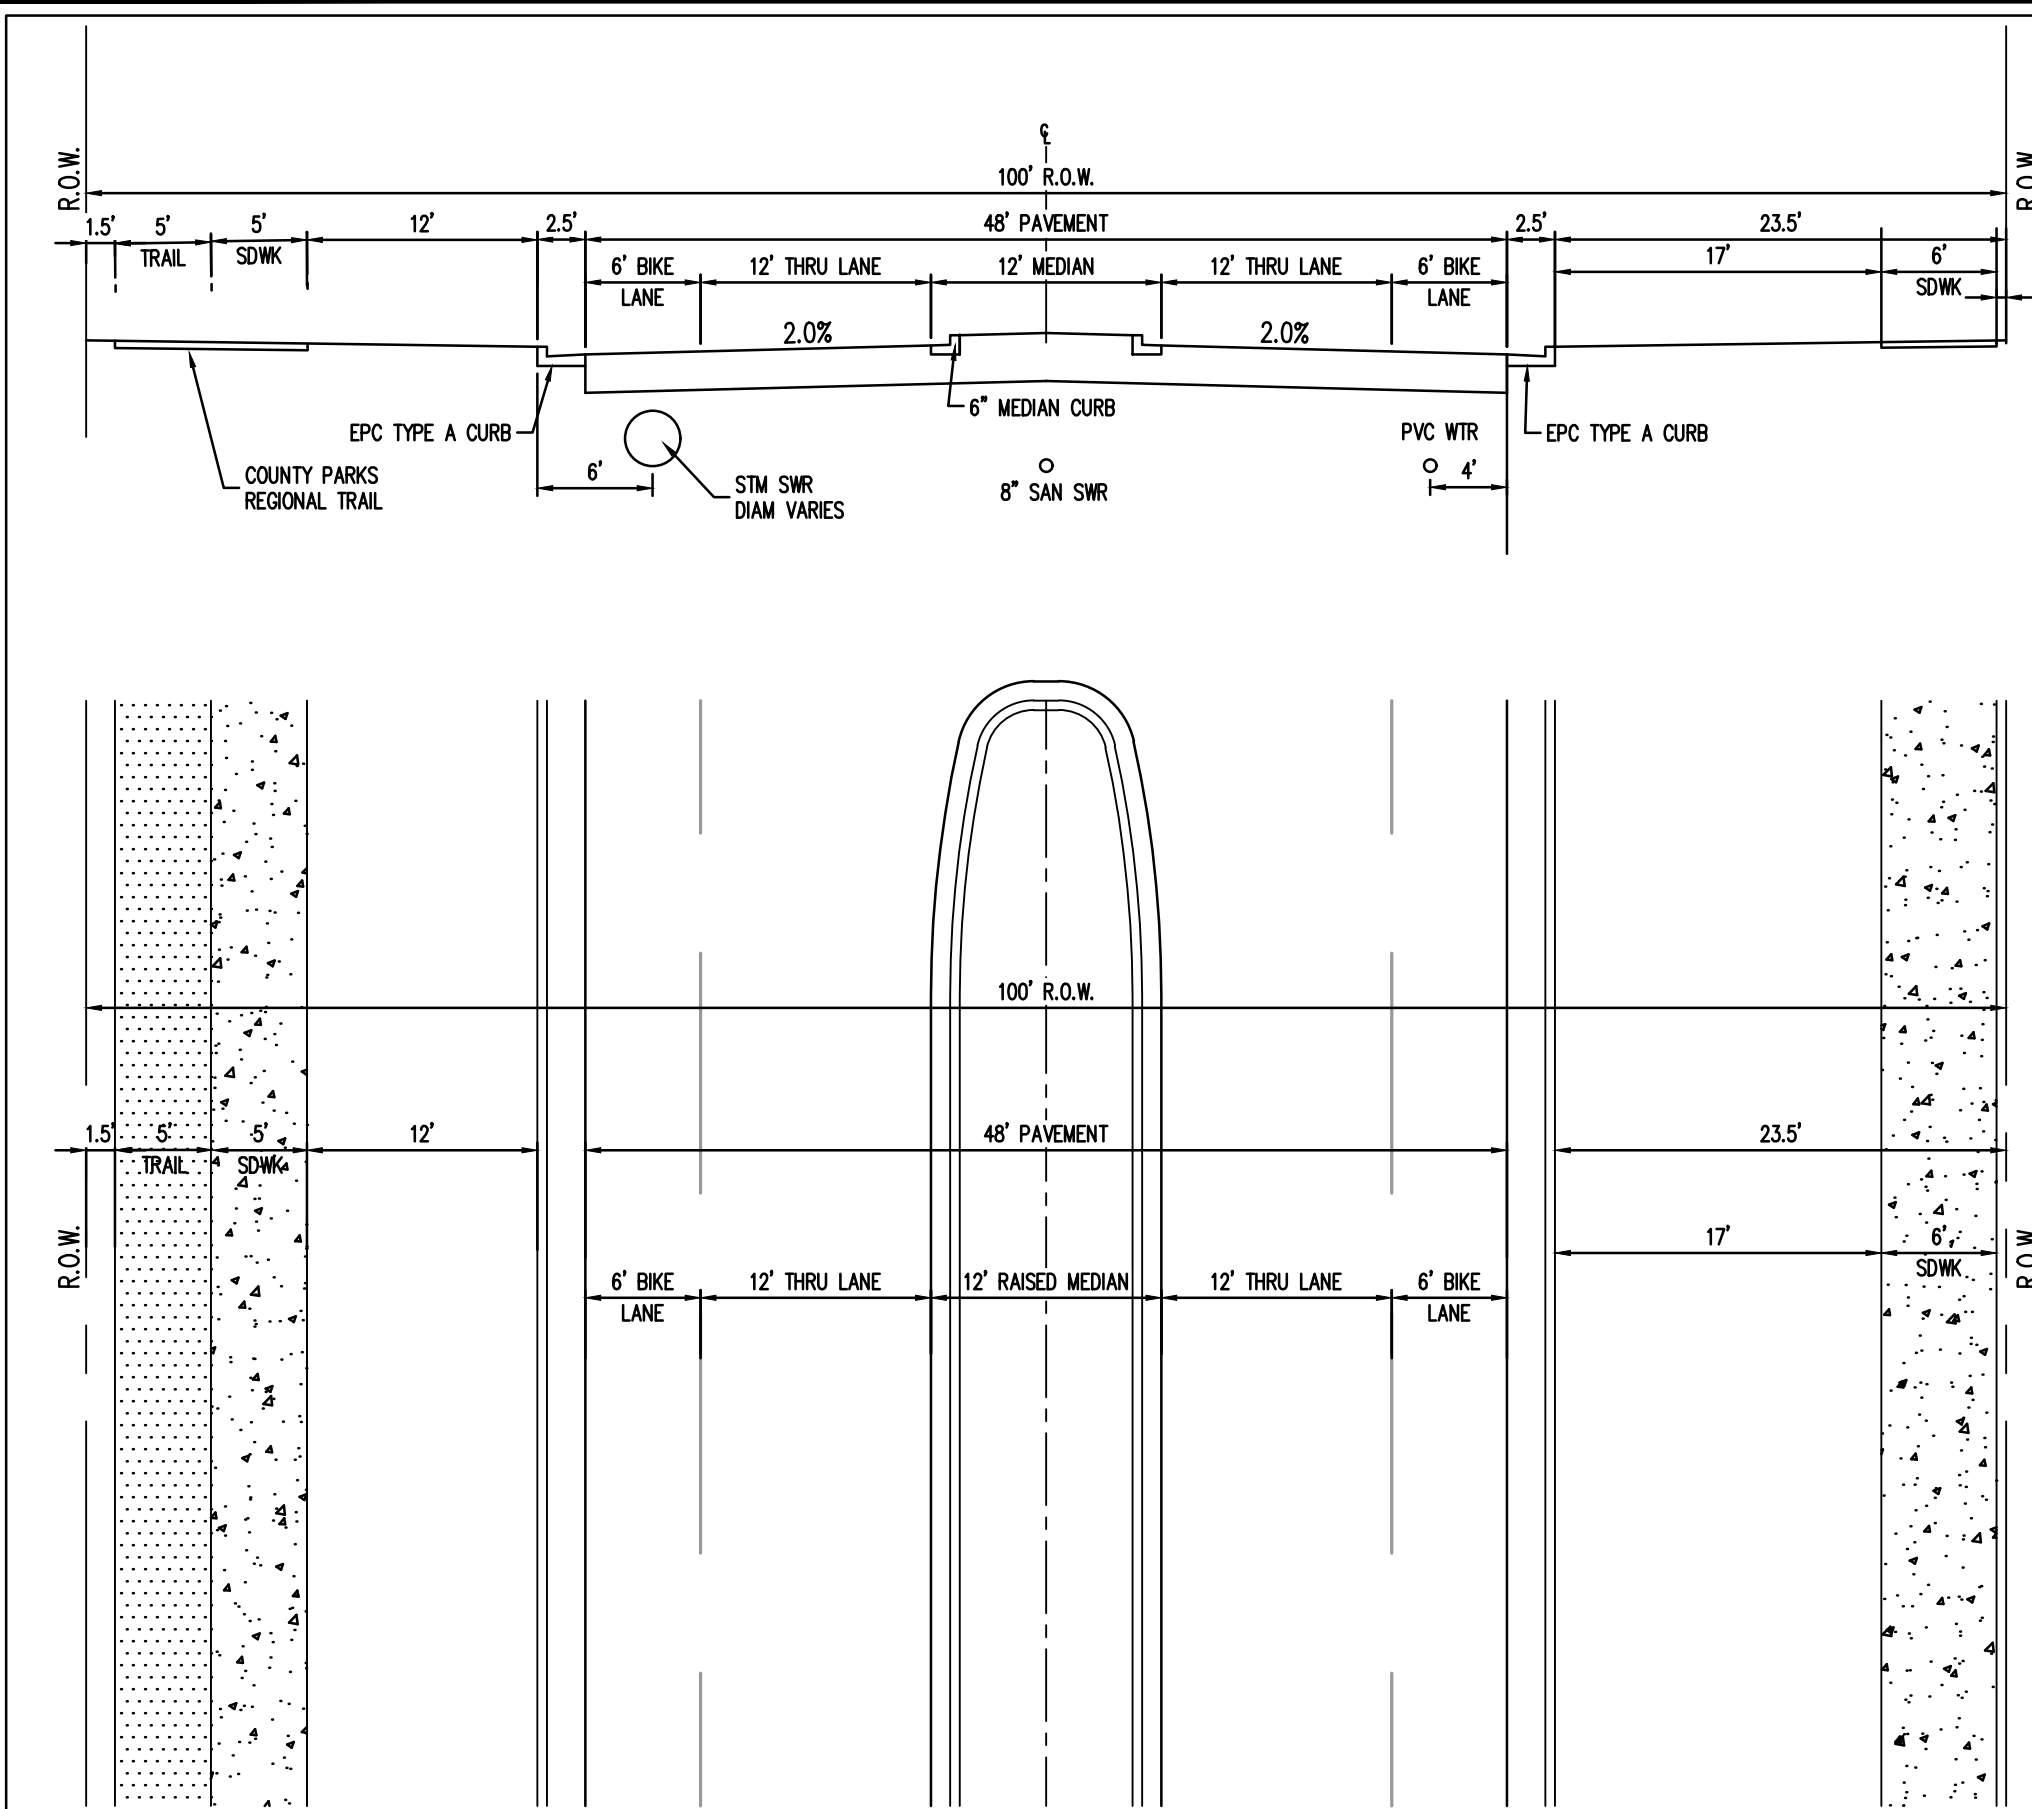 ℄
R.O.W.
100' R.O.W.
R.O.W
1.5'
5'
TRAIL
5'
SDWK
12'
2.5'
48' PAVEMENT
2.5'
23.5'
6' BIKE
LANE
12' THRU LANE
12' MEDIAN
12' THRU LANE
6' BIKE
LANE
17'
6'
SDWK
2.0%
2.0%
6" MEDIAN CURB
EPC TYPE A CURB
PVC WTR
EPC TYPE A CURB
COUNTY PARKS
REGIONAL TRAIL
6'
STM SWR
DIAM VARIES
8" SAN SWR
4'
100' R.O.W.
1.5'
5'
TRAIL
5'
SDWK
12'
48' PAVEMENT
23.5'
R.O.W.
17'
6'
SDWK
R.O.W
6' BIKE
LANE
12' THRU LANE
12' RAISED MEDIAN
12' THRU LANE
6' BIKE
LANE